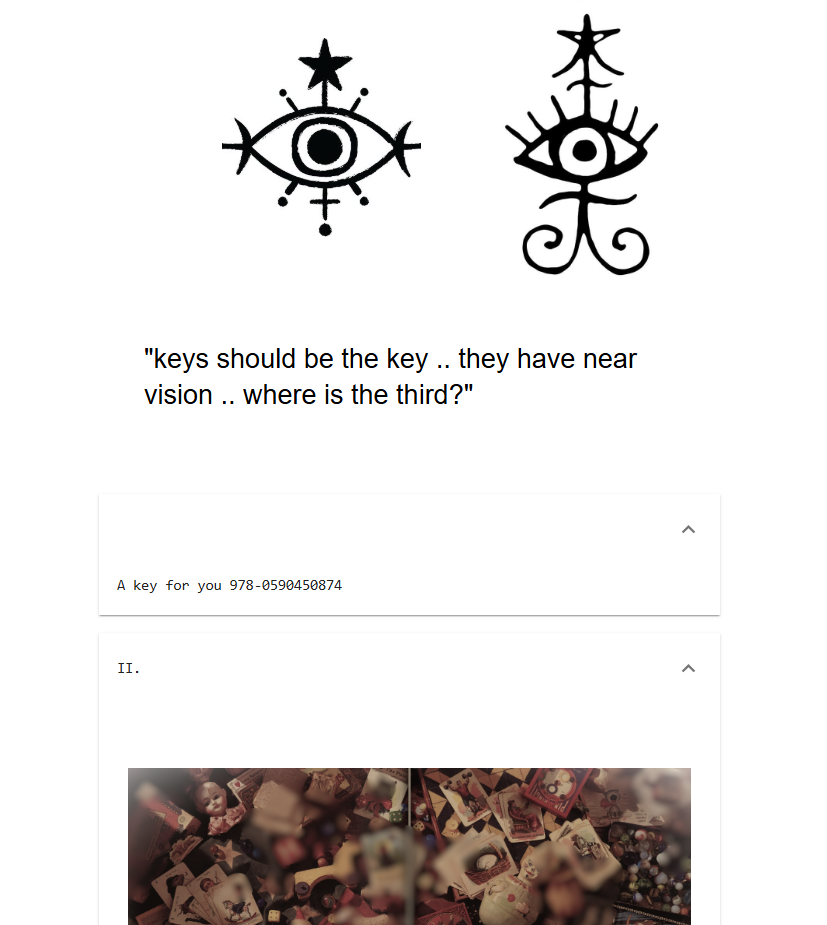 "keys should be the key .. they have near
vision .. where is the third?"
A key for you 978-0590450874
II.